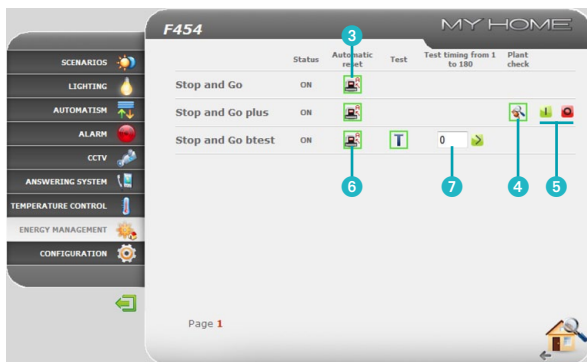 F454
MY HOME
3
Status
Automatic reset
Test
Test timing from 1 to 180
Plant check
SCENARIOS
LIGHTING
AUTOMATISM
ALARM
CCTV
ANSWERING SYSTEM
TEMPERATURE CONTROL
ENERGY MANAGEMENT
CONFIGURATION
Stop and Go
ON
Stop and Go plus
ON
Stop and Go btest
ON
T
0
6
7
4
5
Page 1